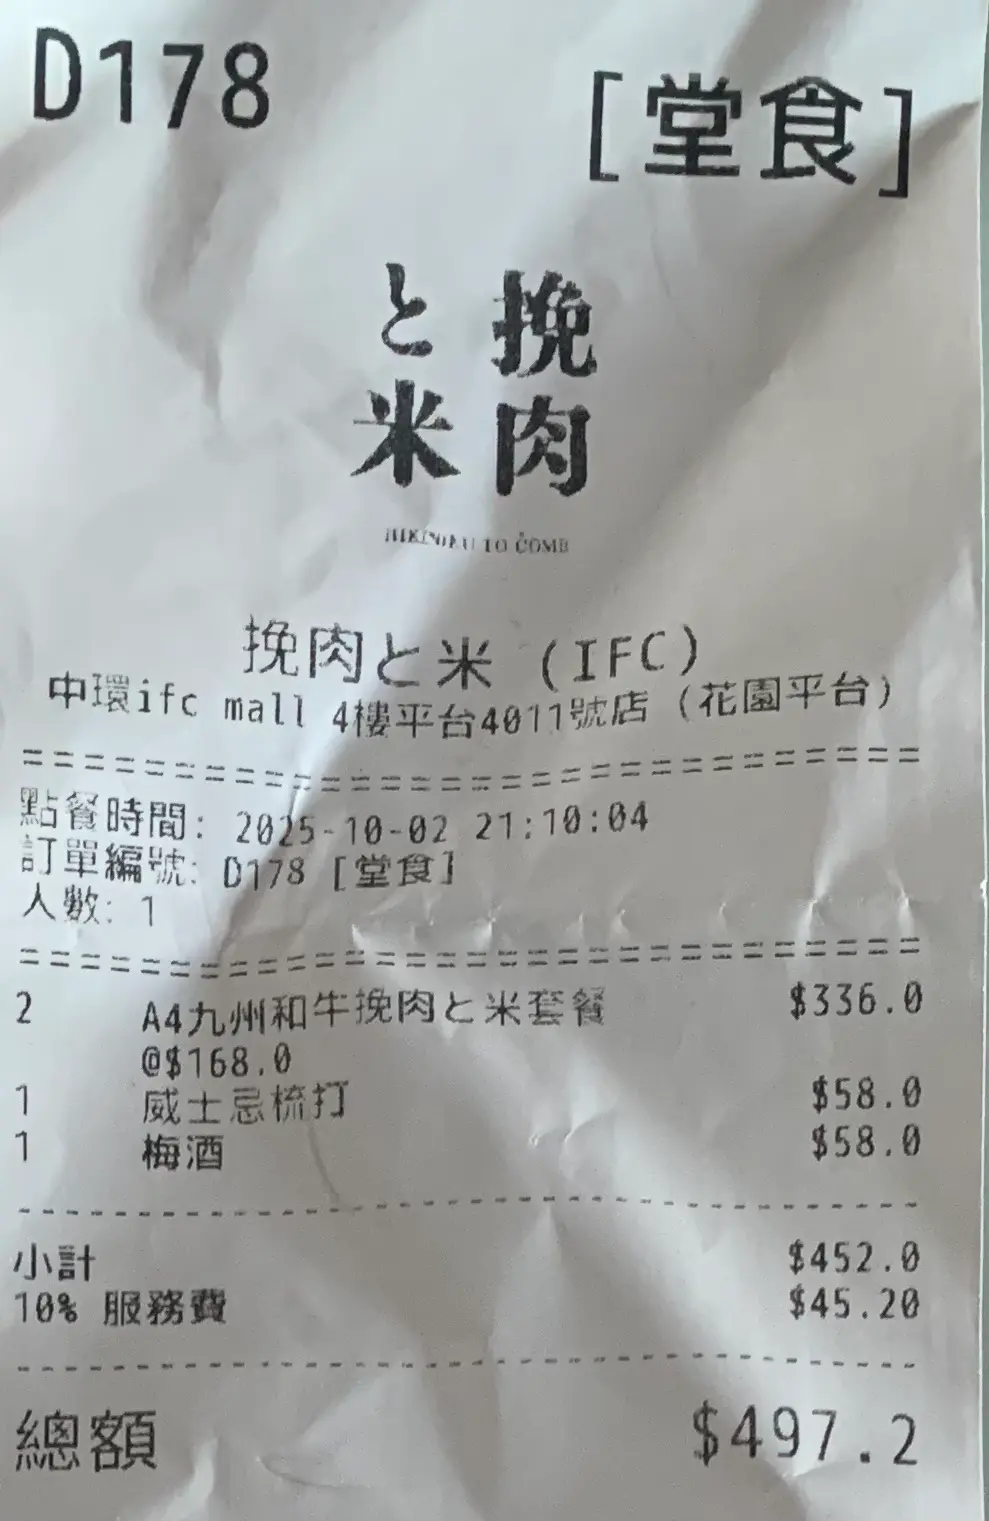 D178
[堂食]
挽肉
と米
HIKINIKU TO COME
挽肉と米 (IFC)
中環ifc mall 4樓平台4011號店 (花園平台)
==============================
點餐時間: 2025-10-02 21:10:04
訂單編號: D178 [堂食]
人數: 1
==============================
2 A4九州和牛挽肉と米套餐 $336.0
@$168.0
1 威士忌梳打 $58.0
1 梅酒 $58.0
------------------------------
小計 $452.0
10% 服務費 $45.20
------------------------------
總額 $497.2